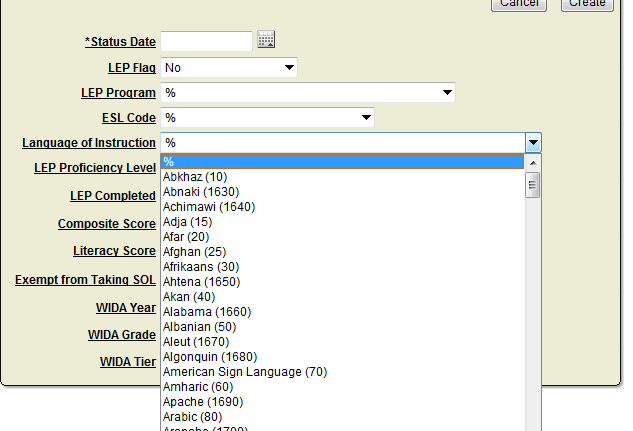 Cancel Create
*Status Date
LEP Flag No
LEP Program %
ESL Code %
Language of Instruction %
LEP Proficiency Level
LEP Completed
Composite Score
Literacy Score
Exempt from Taking SOL
WIDA Year
WIDA Grade
WIDA Tier
%
Abkhaz (10)
Abnaki (1630)
Achimawi (1640)
Adja (15)
Afar (20)
Afghan (25)
Afrikaans (30)
Ahtena (1650)
Akan (40)
Alabama (1660)
Albanian (50)
Aleut (1670)
Algonquin (1680)
American Sign Language (70)
Amharic (60)
Apache (1690)
Arabic (80)